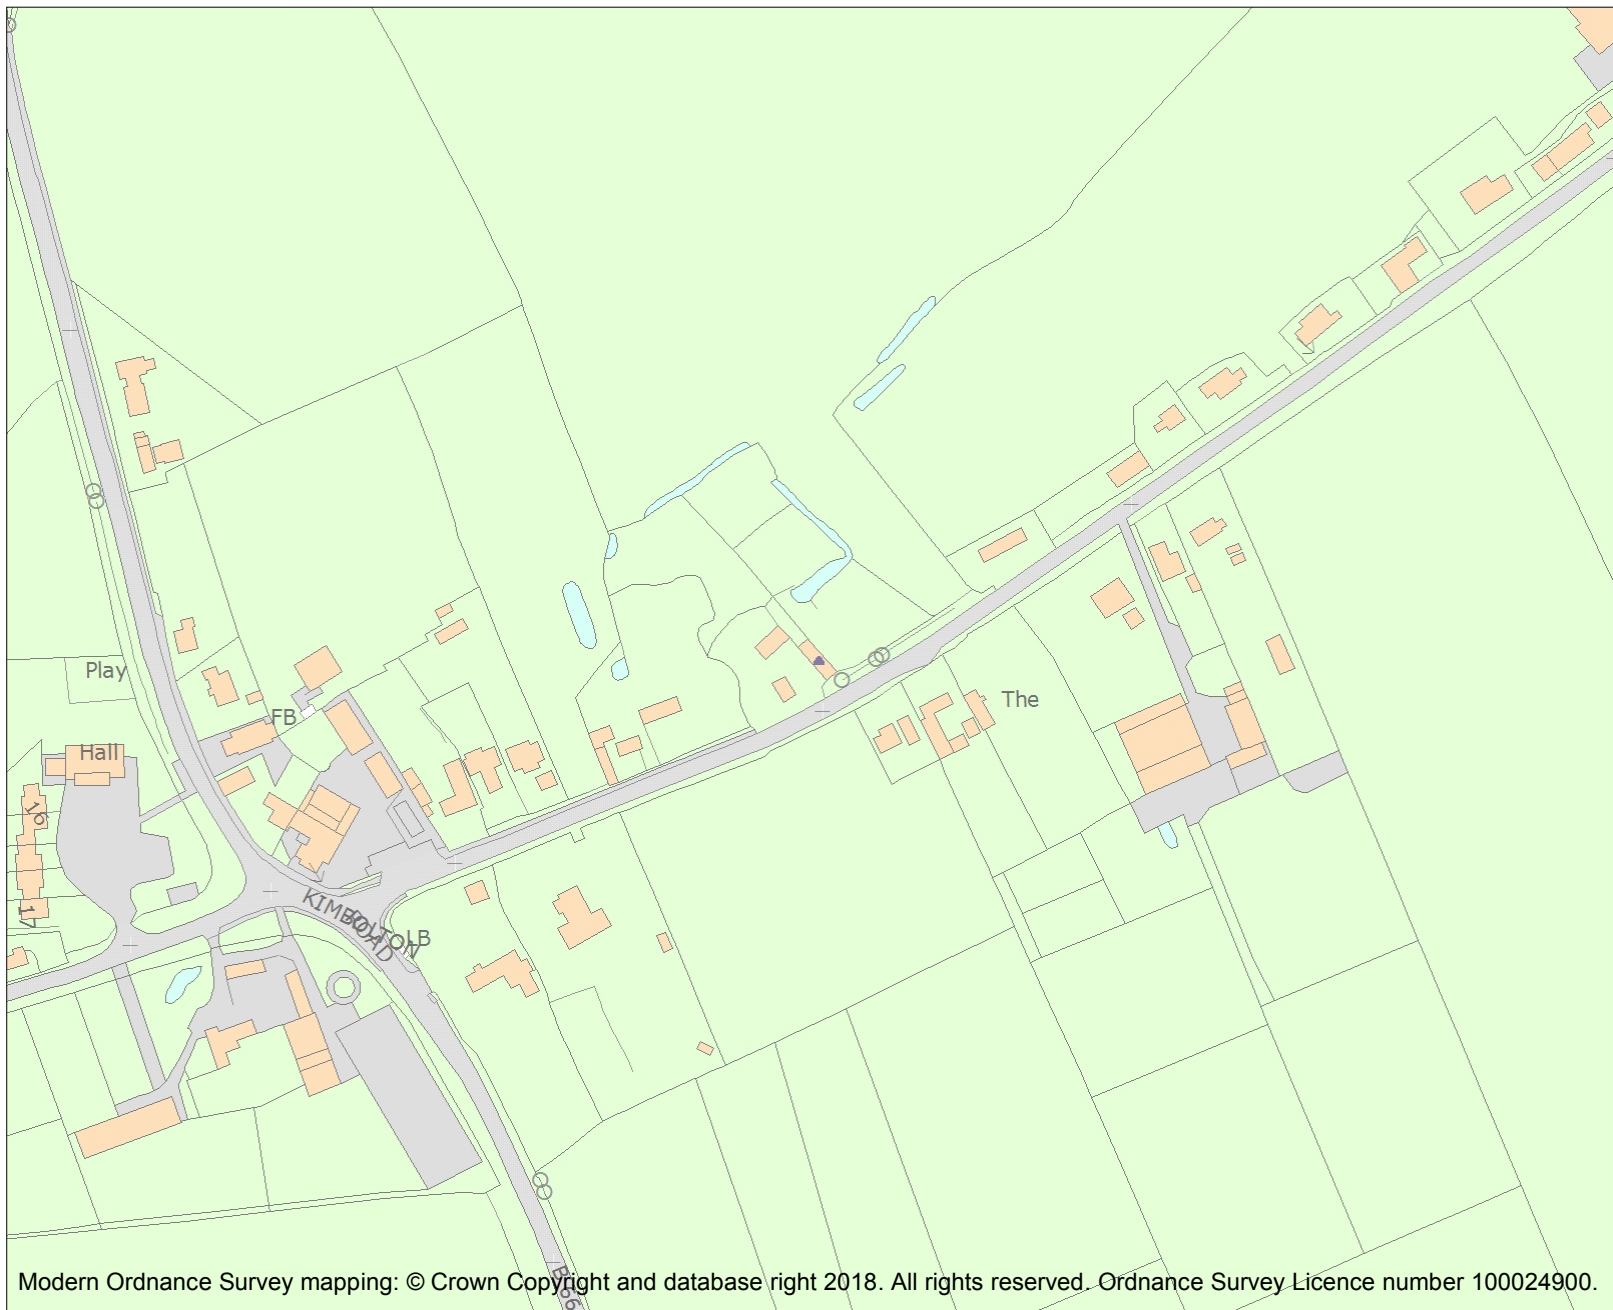 Play
The
FB
Hall
16
17
KIMBOLTON
ROAD
LB
B66
Modern Ordnance Survey mapping: © Crown Copyright and database right 2018. All rights reserved. Ordnance Survey Licence number 100024900.